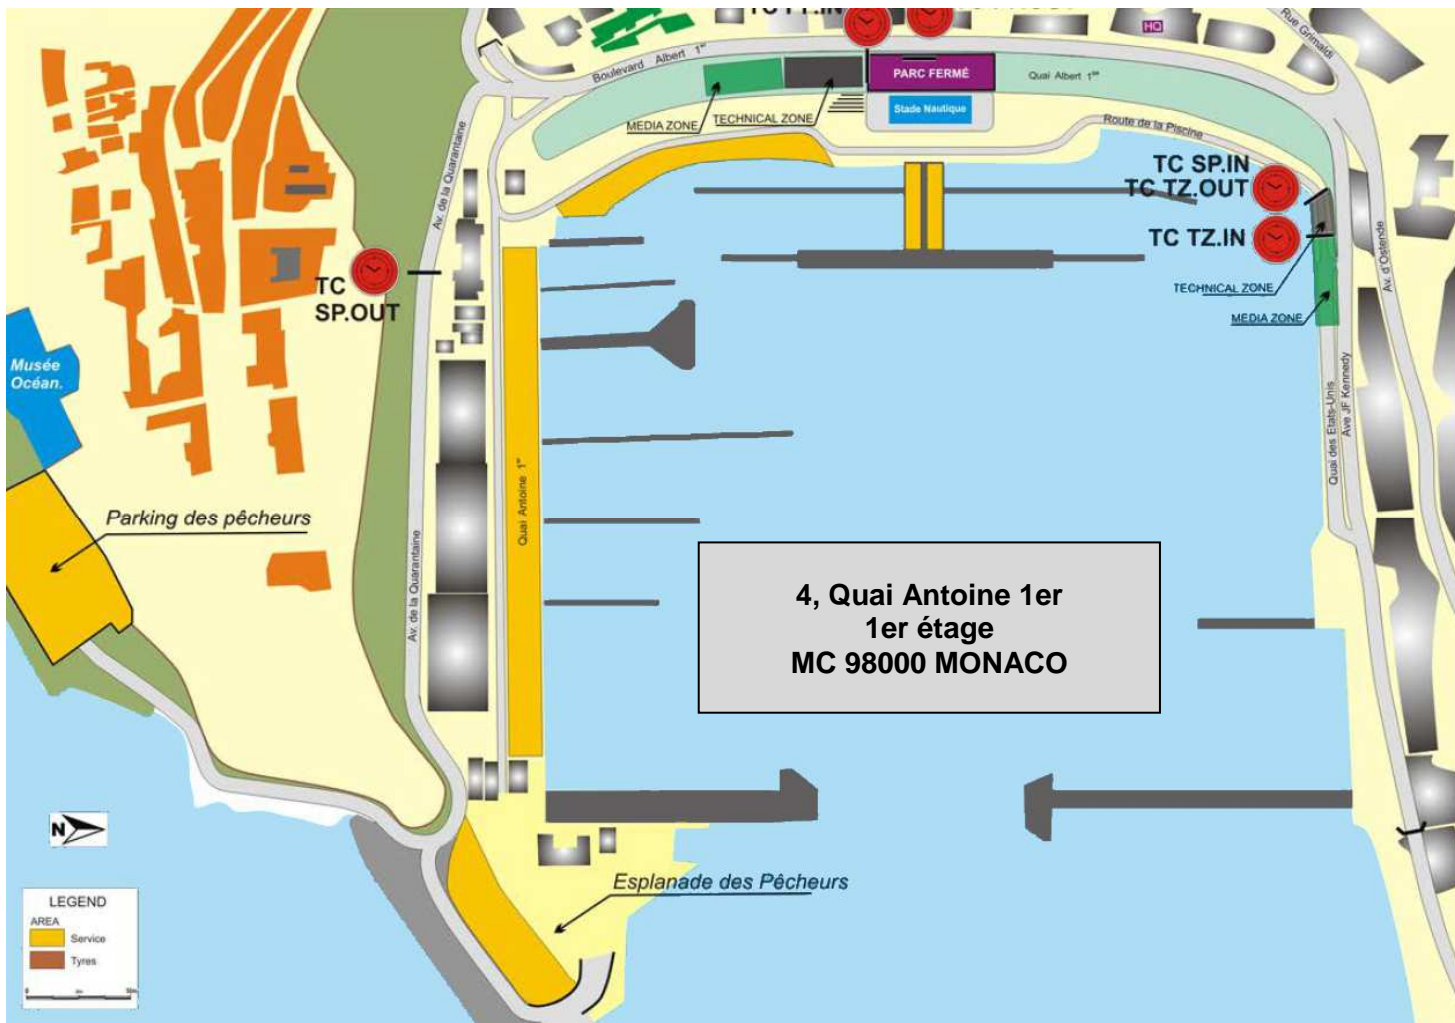 TC PF.IN
HQ
Rue Grimaldi
Boulevard Albert 1er
PARC FERMÉ
Quai Albert 1er
Stade Nautique
MEDIA ZONE
TECHNICAL ZONE
Route de la Piscine
Av. de la Quarantaine
TC SP.IN
TC TZ.OUT
TC TZ.IN
TECHNICAL ZONE
MEDIA ZONE
Av. d'Ostende
TC
SP.OUT
Musée
Océan.
Quai des Etats-Unis
Ave JF Kennedy
Quai Antoine 1er
Parking des pêcheurs
Av. de la Quarantaine
4, Quai Antoine 1er
1er étage
MC 98000 MONACO
N
Esplanade des Pêcheurs
LEGEND
AREA
Service
Tyres
0